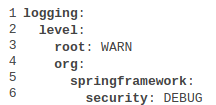 1 logging:
2   level:
3     root: WARN
4     org:
5       springframework:
6         security: DEBUG